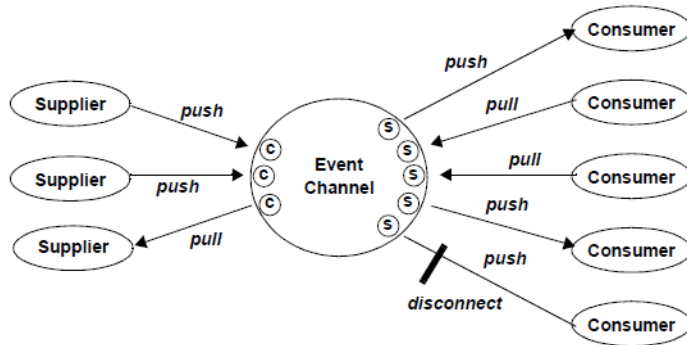 Consumer
push
Supplier
push
pull
Consumer
S
C
S
Event
Channel
Supplier
push
C
S
pull
Consumer
C
S
push
Supplier
pull
S
Consumer
push
disconnect
Consumer